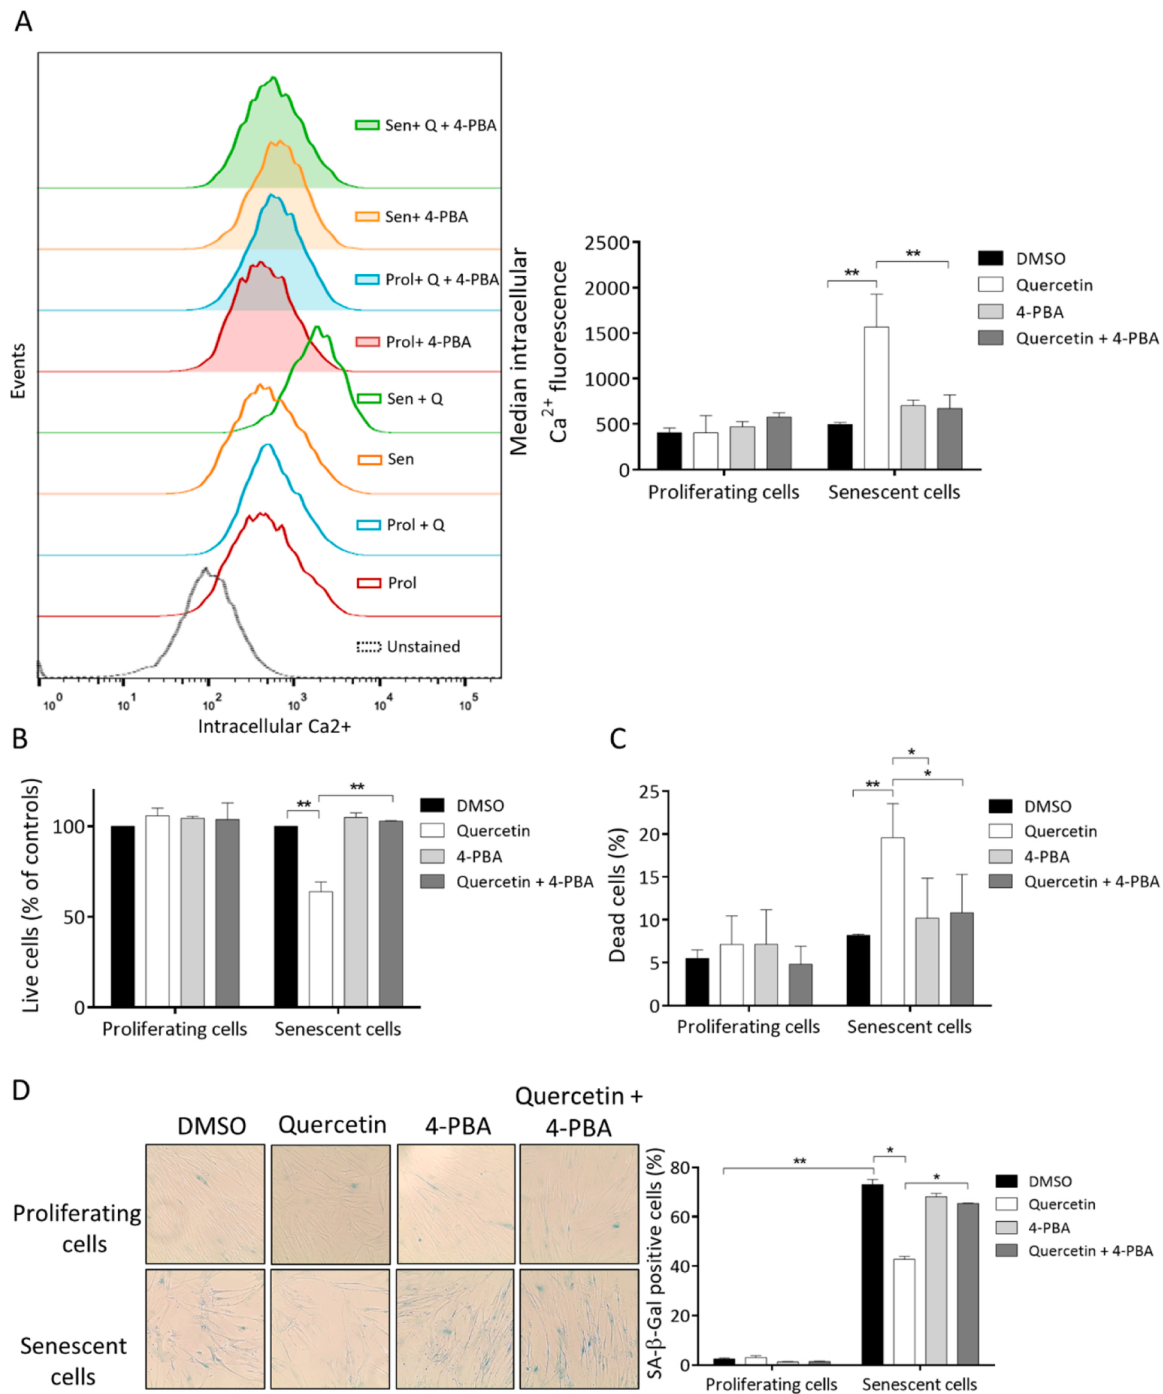 A
Sen+ Q + 4-PBA
Sen+ 4-PBA
Prol+ Q + 4-PBA
Prol+ 4-PBA
Sen + Q
Sen
Prol + Q
Prol
Unstained
Events
10^0 10^1 10^2 10^3 10^4 10^5
Intracellular Ca2+
Median intracellular
Ca^2+ fluorescence
2500
2000
1500
1000
500
0
** **
DMSO
Quercetin
4-PBA
Quercetin + 4-PBA
Proliferating cells Senescent cells
B
Live cells (% of controls)
100
50
0
** **
DMSO
Quercetin
4-PBA
Quercetin + 4-PBA
Proliferating cells Senescent cells
C
Dead cells (%)
25
20
15
10
5
0
*
** *
DMSO
Quercetin
4-PBA
Quercetin + 4-PBA
Proliferating cells Senescent cells
D
DMSO Quercetin 4-PBA Quercetin +
4-PBA
Proliferating
cells
Senescent
cells
SA-β-Gal positive cells (%)
80
60
40
20
0
** * *
DMSO
Quercetin
4-PBA
Quercetin + 4-PBA
Proliferating cells Senescent cells